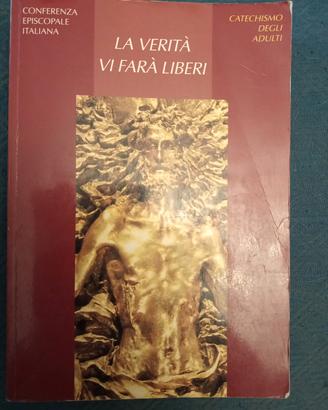 CONFERENZA
EPISCOPALE
ITALIANA
CATECHISMO
DEGLI
ADULTI
LA VERITÀ
VI FARÀ LIBERI